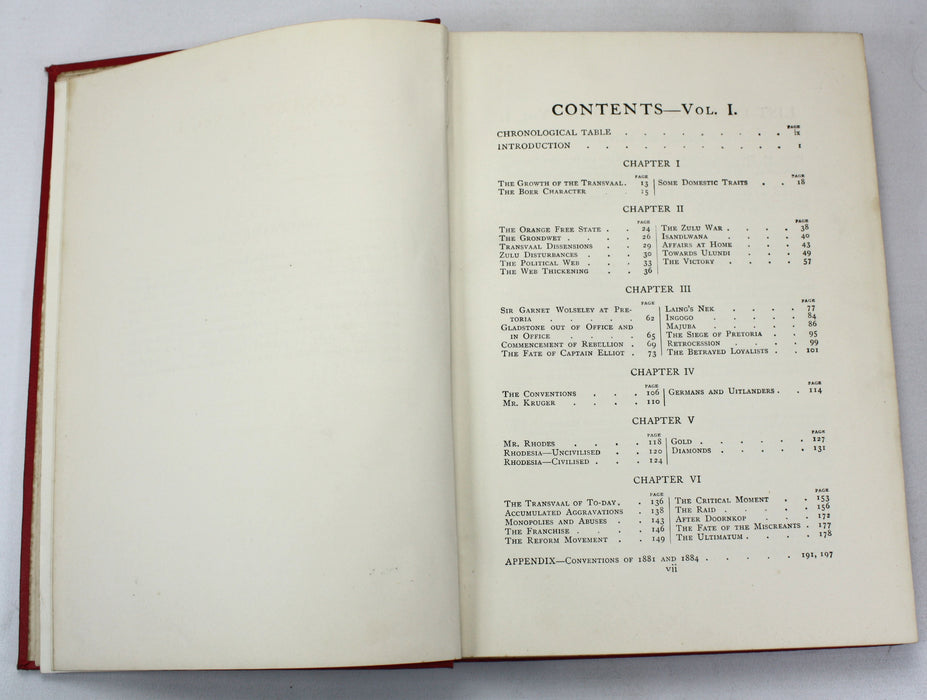 CONTENTS—Vol. I.
PAGE
CHRONOLOGICAL TABLE . . . . . . . . . ix
INTRODUCTION . . . . . . . . . . 1
CHAPTER I
PAGE
The Growth of the Transvaal . 13
The Boer Character 15
PAGE
Some Domestic Traits . . 18
CHAPTER II
PAGE
The Orange Free State . . 24
The Grondwet . . . . 26
Transvaal Dissensions . . 29
Zulu Disturbances . . . 30
The Political Web . . . 33
The Web Thickening . . 36
PAGE
The Zulu War . . . . 38
Isandlwana . . . . 40
Affairs at Home . . . 43
Towards Ulundi . . . 49
The Victory . . . . 57
CHAPTER III
PAGE
Sir Garnet Wolseley at Pre-
toria . . . . . 62
Gladstone out of Office and
in Office . . . . 65
Commencement of Rebellion . 69
The Fate of Captain Elliot . 73
PAGE
Laing's Nek . . . . 77
Ingogo . . . . . 84
Majuba . . . . . 86
The Siege of Pretoria . . 95
Retrocession . . . . 99
The Betrayed Loyalists . . 101
CHAPTER IV
PAGE
The Conventions . . . 106
Mr. Kruger . . . . 110
PAGE
Germans and Uitlanders . . 114
CHAPTER V
PAGE
Mr. Rhodes . . . . 118
Rhodesia—Uncivilised . . 120
Rhodesia—Civilised . . . 124
PAGE
Gold . . . . . . 127
Diamonds . . . . . 131
CHAPTER VI
PAGE
The Transvaal of To-day . . 136
Accumulated Aggravations . 138
Monopolies and Abuses . . 143
The Franchise . . . . 146
The Reform Movement . . 149
PAGE
The Critical Moment . . 153
The Raid . . . . . 156
After Doornkop . . . 172
The Fate of the Miscreants . 177
The Ultimatum . . . . 178
APPENDIX—Conventions of 1881 and 1884 . . . . . 191, 197
vii